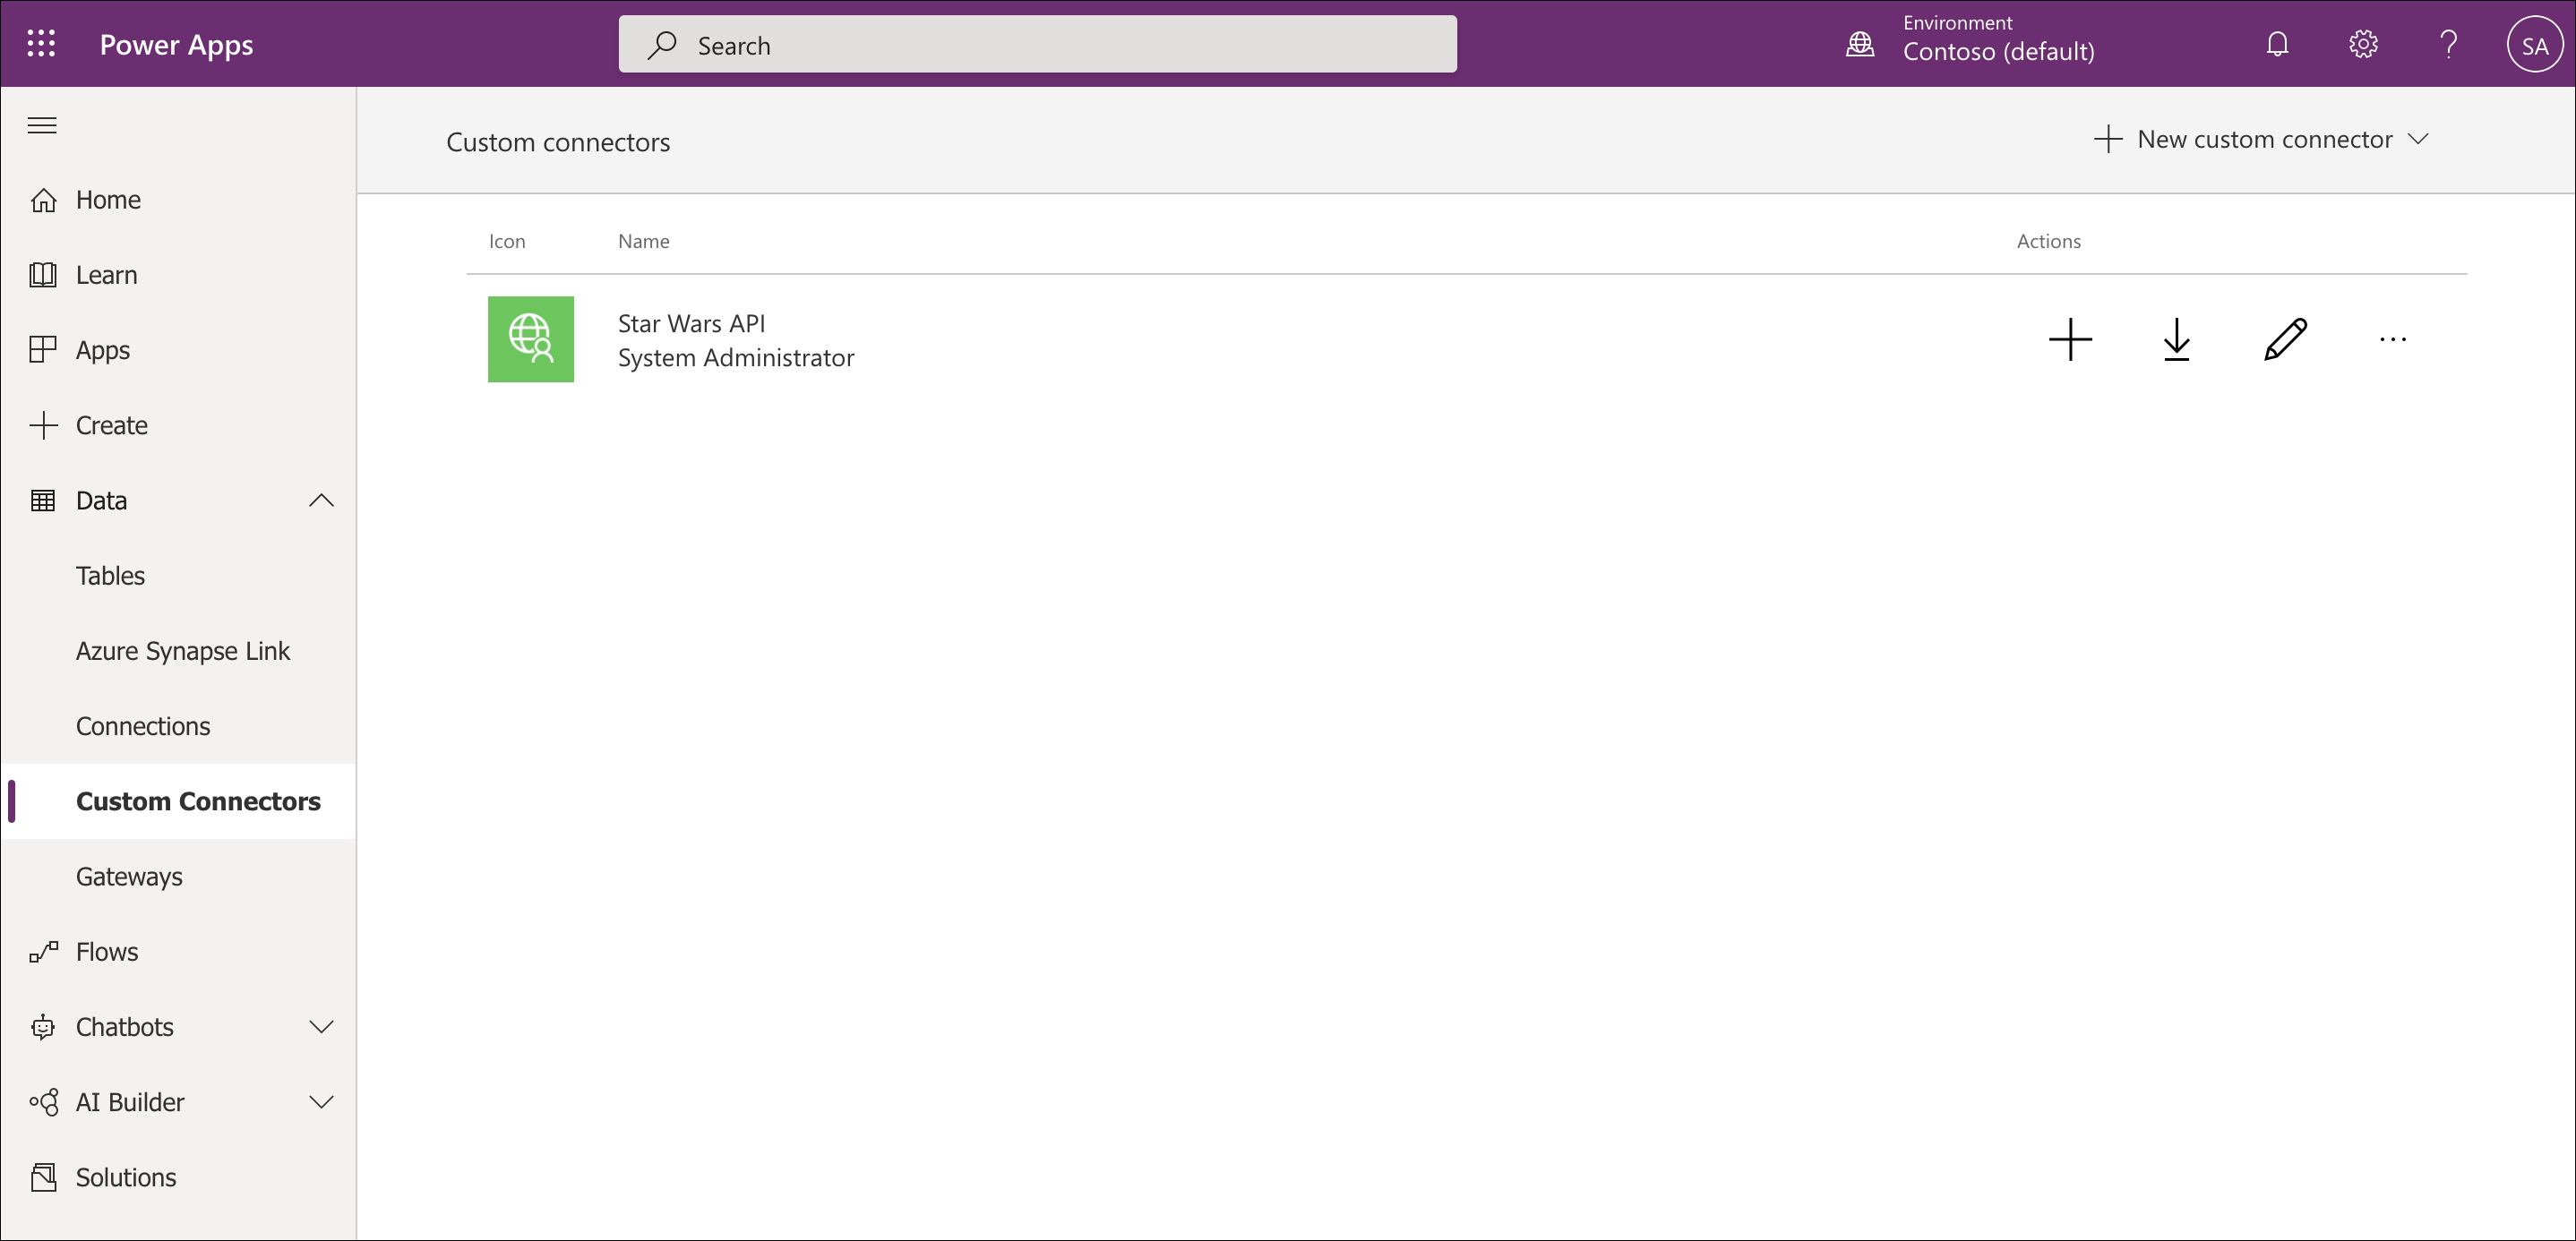 Power Apps
Search
Environment
Contoso (default)
SA
Custom connectors
New custom connector
Home
Learn
Apps
Create
Data
Tables
Azure Synapse Link
Connections
Custom Connectors
Gateways
Flows
Chatbots
AI Builder
Solutions
Icon Name Actions
Star Wars API
System Administrator